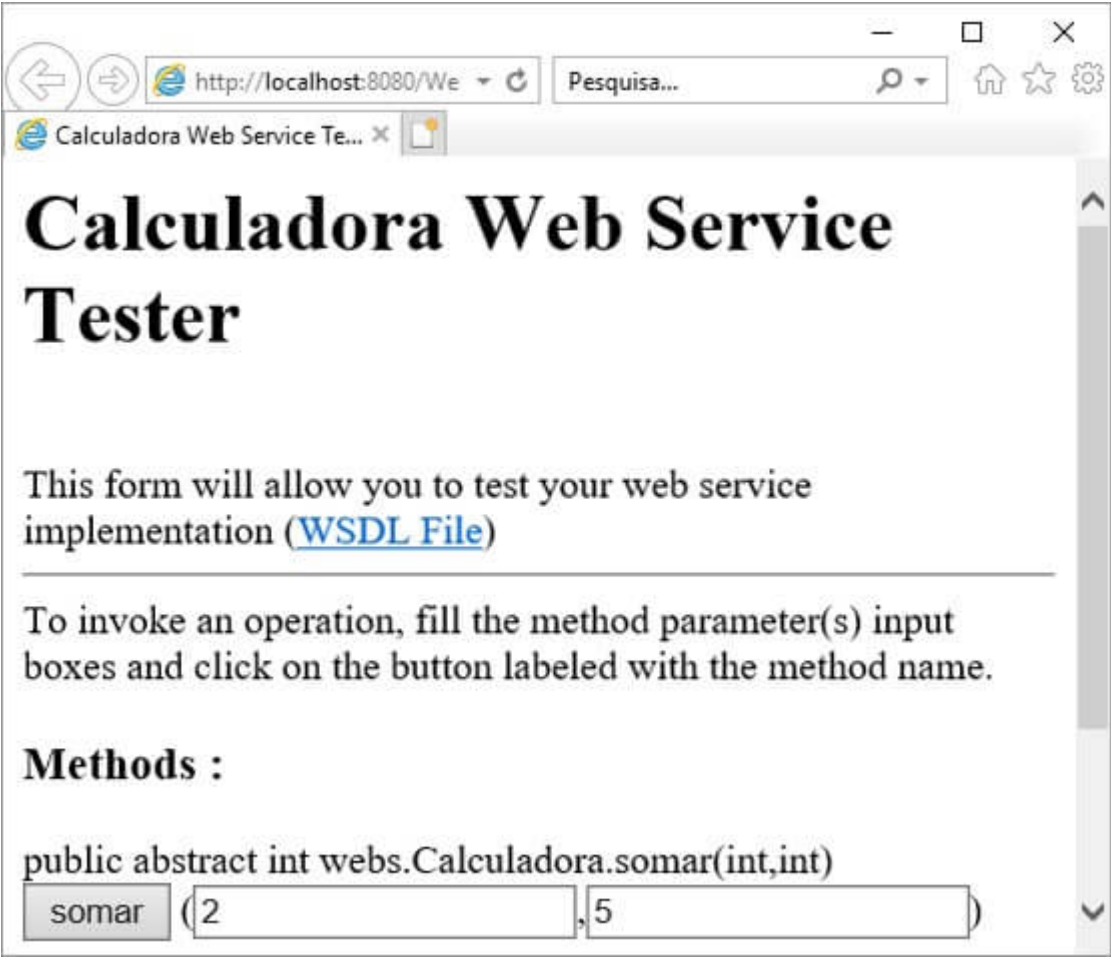 http://localhost:8080/We
Pesquisa...
Calculadora Web Service Te...
Calculadora Web Service
Tester
This form will allow you to test your web service
implementation (WSDL File)
To invoke an operation, fill the method parameter(s) input
boxes and click on the button labeled with the method name.
Methods :
public abstract int webs.Calculadora.somar(int,int)
somar (2,5)